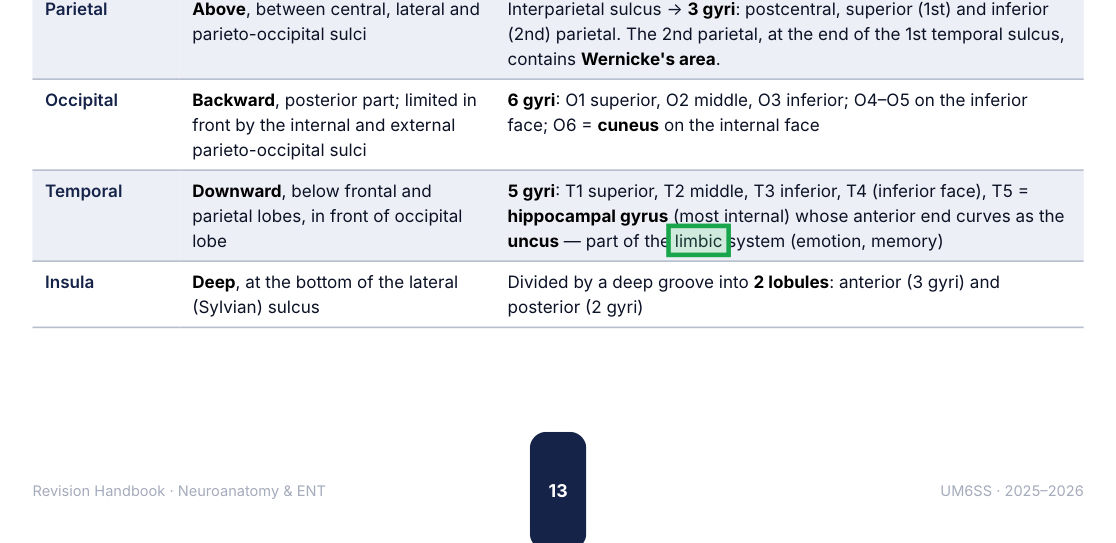 Parietal
Above, between central, lateral and
parieto-occipital sulci
Interparietal sulcus → 3 gyri: postcentral, superior (1st) and inferior
(2nd) parietal. The 2nd parietal, at the end of the 1st temporal sulcus,
contains Wernicke's area.
Occipital
Backward, posterior part; limited in
front by the internal and external
parieto-occipital sulci
6 gyri: O1 superior, O2 middle, O3 inferior; O4–O5 on the inferior
face; O6 = cuneus on the internal face
Temporal
Downward, below frontal and
parietal lobes, in front of occipital
lobe
5 gyri: T1 superior, T2 middle, T3 inferior, T4 (inferior face), T5 =
hippocampal gyrus (most internal) whose anterior end curves as the
uncus — part of the limbic system (emotion, memory)
Insula
Deep, at the bottom of the lateral
(Sylvian) sulcus
Divided by a deep groove into 2 lobules: anterior (3 gyri) and
posterior (2 gyri)
Revision Handbook · Neuroanatomy & ENT
13
UM6SS · 2025–2026